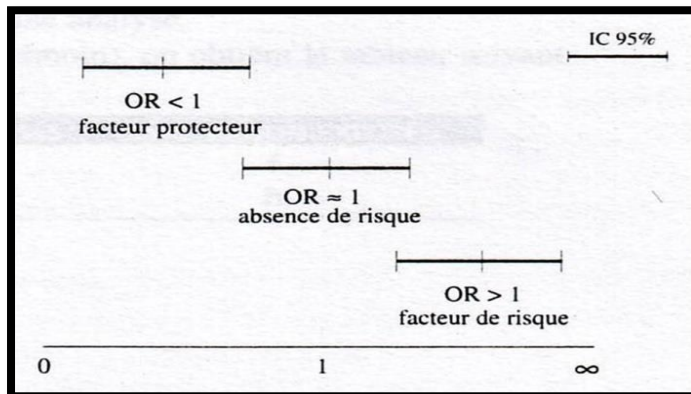 IC 95%
OR < 1
facteur protecteur
OR ≈ 1
absence de risque
OR > 1
facteur de risque
0 1 ∞